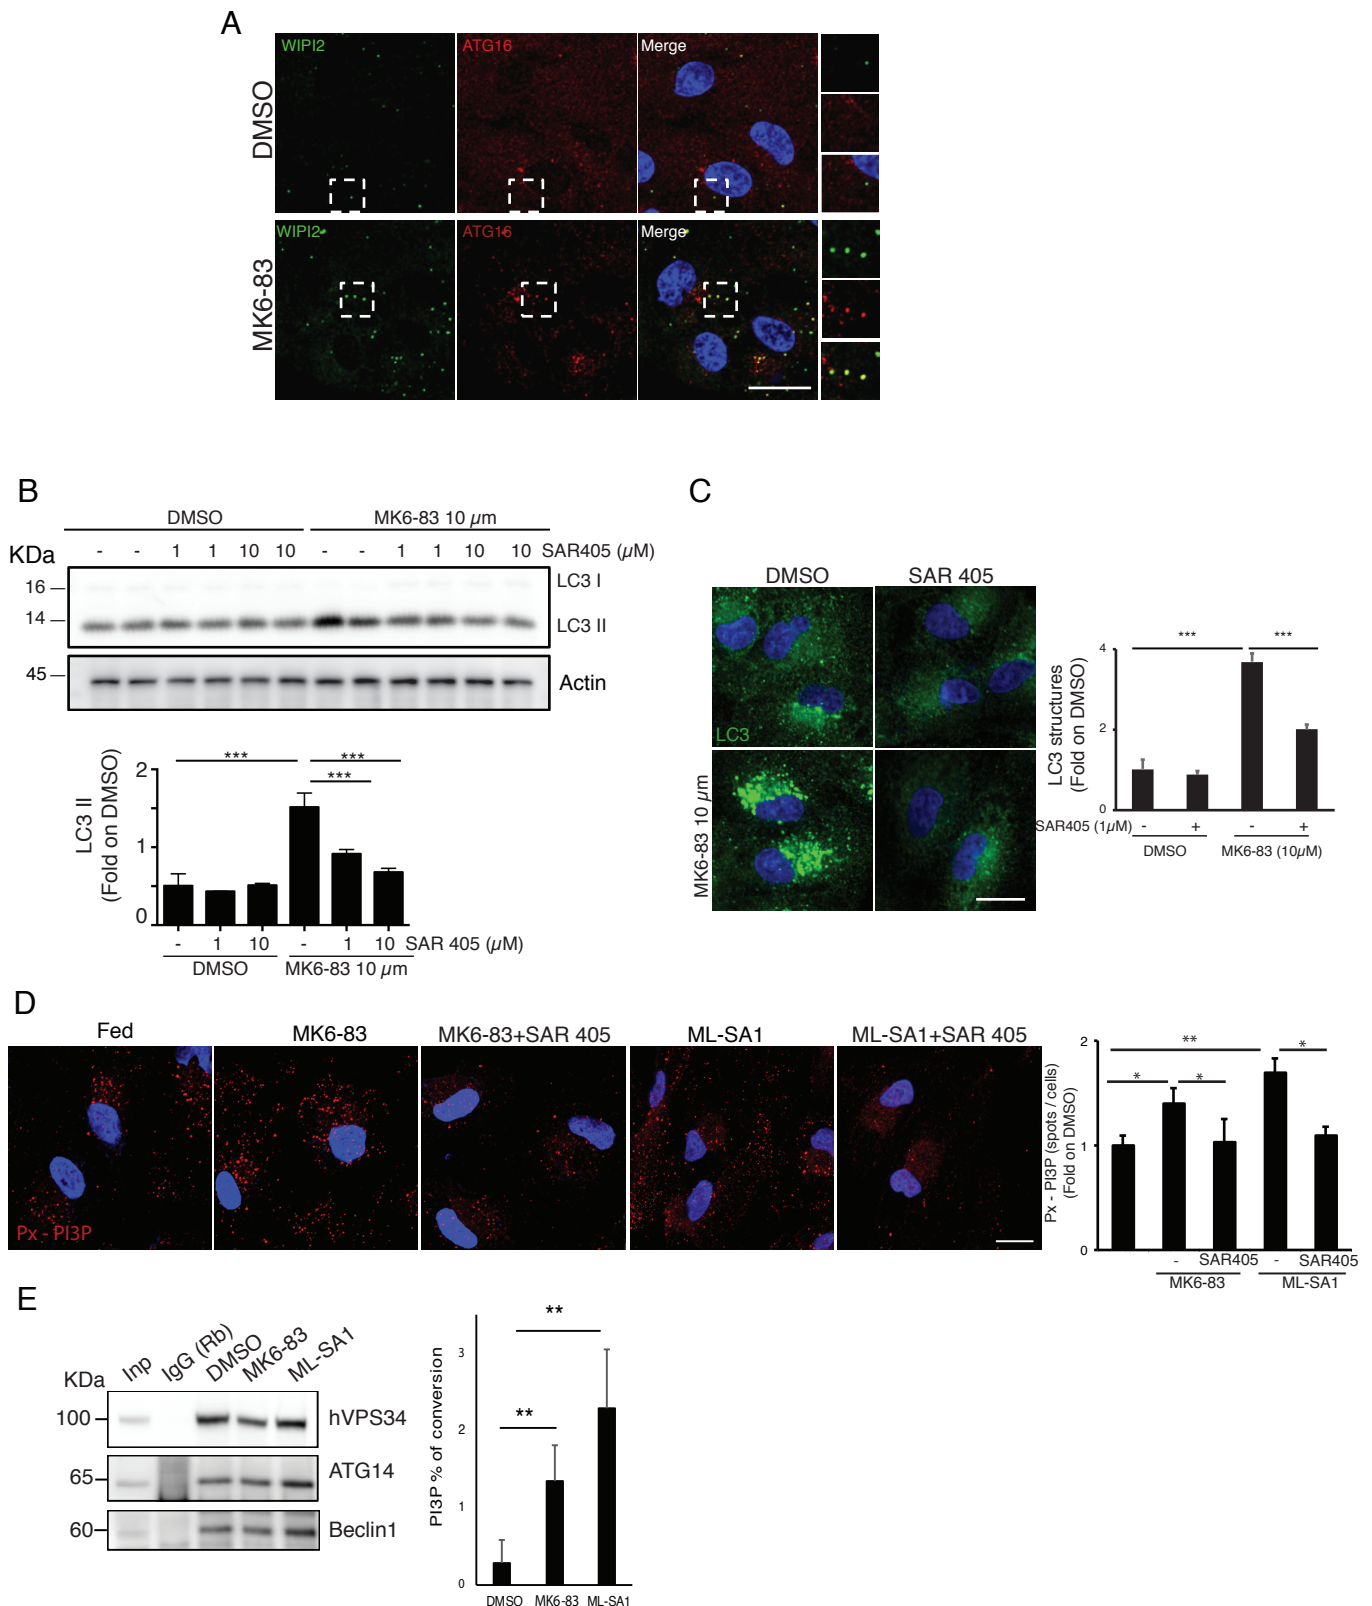 A
WIPI2 ATG16 Merge
DMSO
WIPI2 ATG16 Merge
MK6-83
B
DMSO MK6-83 10 µm
KDa - - 1 1 10 10 - - 1 1 10 10 SAR405 (µM)
16 LC3 I
14 LC3 II
45 Actin
LC3 II
(Fold on DMSO)
2
1
0
*** *** ***
- 1 10 - 1 10 SAR 405 (µM)
DMSO MK6-83 10 µm
C
DMSO SAR 405
LC3
MK6-83 10 µm
LC3 structures
(Fold on DMSO)
4
2
0
*** ***
SAR405 (1µM) - + - +
DMSO MK6-83 (10µM)
D
Fed MK6-83 MK6-83+SAR 405 ML-SA1 ML-SA1+SAR 405
Px - PI3P
Px - PI3P (spots / cells)
(Fold on DMSO)
2
1
0
** * * *
- SAR405 - SAR405
MK6-83 ML-SA1
E
Inp IgG (Rb) DMSO MK6-83 ML-SA1
KDa
100 hVPS34
65 ATG14
60 Beclin1
PI3P % of conversion
3
2
1
0
** **
DMSO MK6-83 ML-SA1